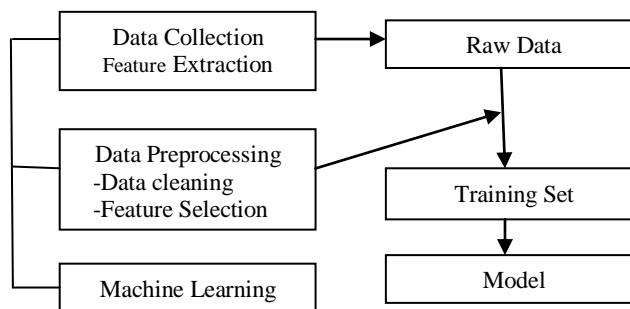 Data Collection
Feature Extraction
Raw Data
Data Preprocessing
-Data cleaning
-Feature Selection
Training Set
Machine Learning
Model